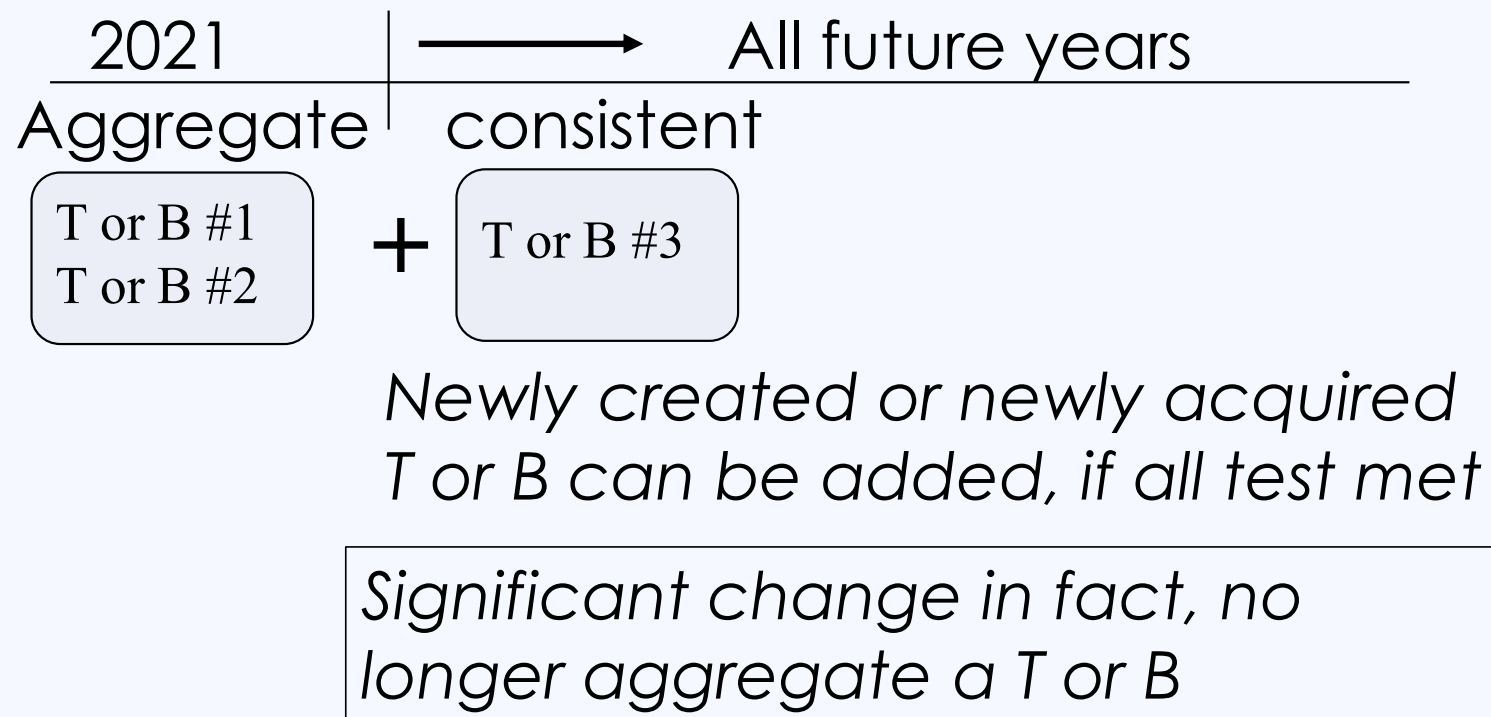 2021 All future years
Aggregate consistent
T or B #1
T or B #2
+ T or B #3
Newly created or newly acquired
T or B can be added, if all test met
Significant change in fact, no
longer aggregate a T or B